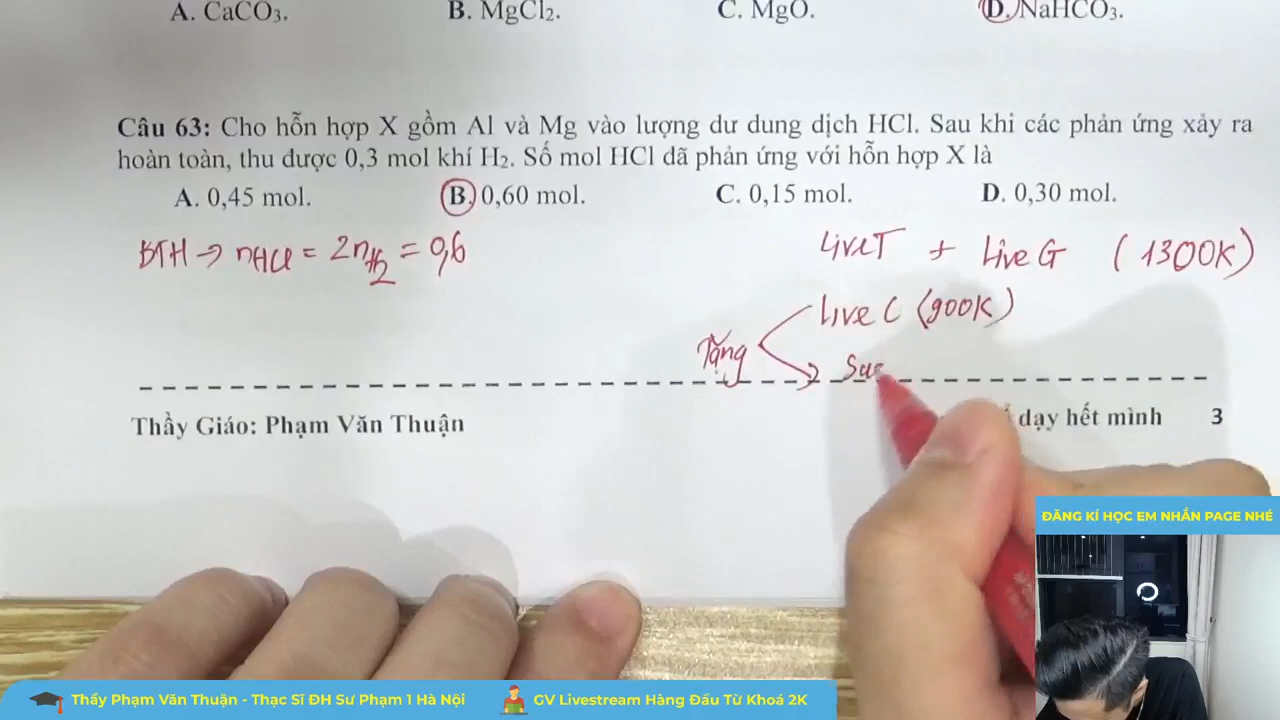 A. CaCO₃. B. MgCl₂. C. MgO. D. NaHCO₃.
Câu 63: Cho hỗn hợp X gồm Al và Mg vào lượng dư dung dịch HCl. Sau khi các phản ứng xảy ra
hoàn toàn, thu được 0,3 mol khí H₂. Số mol HCl đã phản ứng với hỗn hợp X là
A. 0,45 mol. B. 0,60 mol. C. 0,15 mol. D. 0,30 mol.
BTH → nHCl = 2nH₂ = 0,6
LiveT + Live G (1300K)
Live C (900K)
Tặng
Thầy Giáo: Phạm Văn Thuận dạy hết mình 3
ĐĂNG KÍ HỌC EM NHẮN PAGE NHÉ
Thầy Phạm Văn Thuận - Thạc Sĩ ĐH Sư Phạm 1 Hà Nội GV Livestream Hàng Đầu Từ Khoá 2K